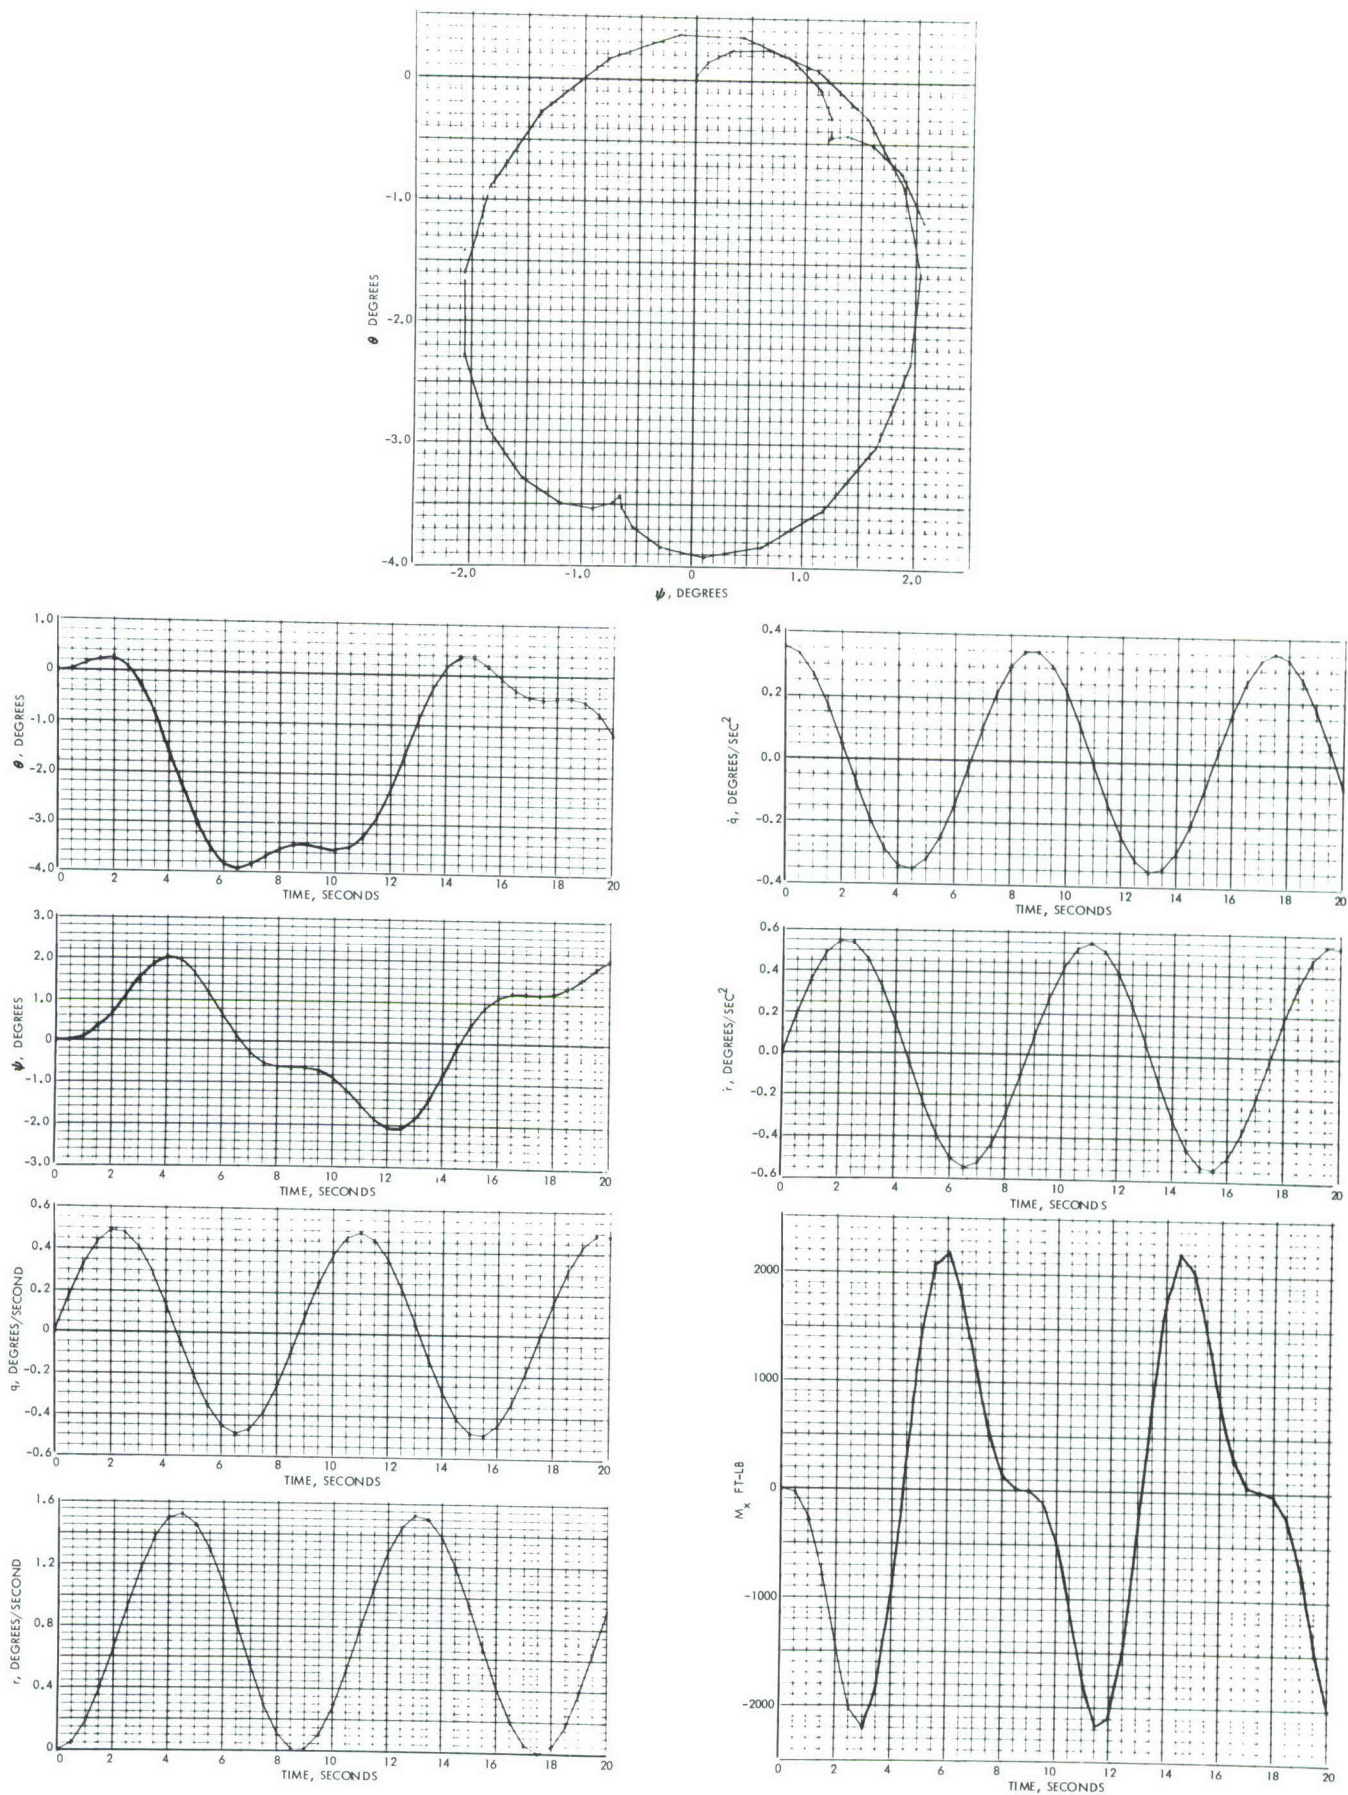 0
-1.0
θ DEGREES
-2.0
-3.0
-4.0
-2.0 -1.0 0 1.0 2.0
ψ, DEGREES
1.0
0
-1.0
θ, DEGREES
-2.0
-3.0
-4.0
0 2 4 6 8 10 12 14 16 18 20
TIME, SECONDS
0.4
0.2
q̇, DEGREES/SEC²
0.0
-0.2
-0.4
0 2 4 6 8 10 12 14 16 18 20
TIME, SECONDS
3.0
2.0
1.0
ψ, DEGREES
0
-1.0
-2.0
-3.0
0 2 4 6 8 10 12 14 16 18 20
TIME, SECONDS
0.6
0.4
0.2
ṙ, DEGREES/SEC²
0.0
-0.2
-0.4
-0.6
0 2 4 6 8 10 12 14 16 18 20
TIME, SECONDS
0.6
0.4
0.2
q, DEGREES/SECOND
0
-0.2
-0.4
-0.6
0 2 4 6 8 10 12 14 16 18 20
TIME, SECONDS
2000
1000
Mx FT-LB
0
-1000
-2000
0 2 4 6 8 10 12 14 16 18 20
TIME, SECONDS
1.6
1.2
r, DEGREES/SECOND
0.8
0.4
0
0 2 4 6 8 10 12 14 16 18 20
TIME, SECONDS